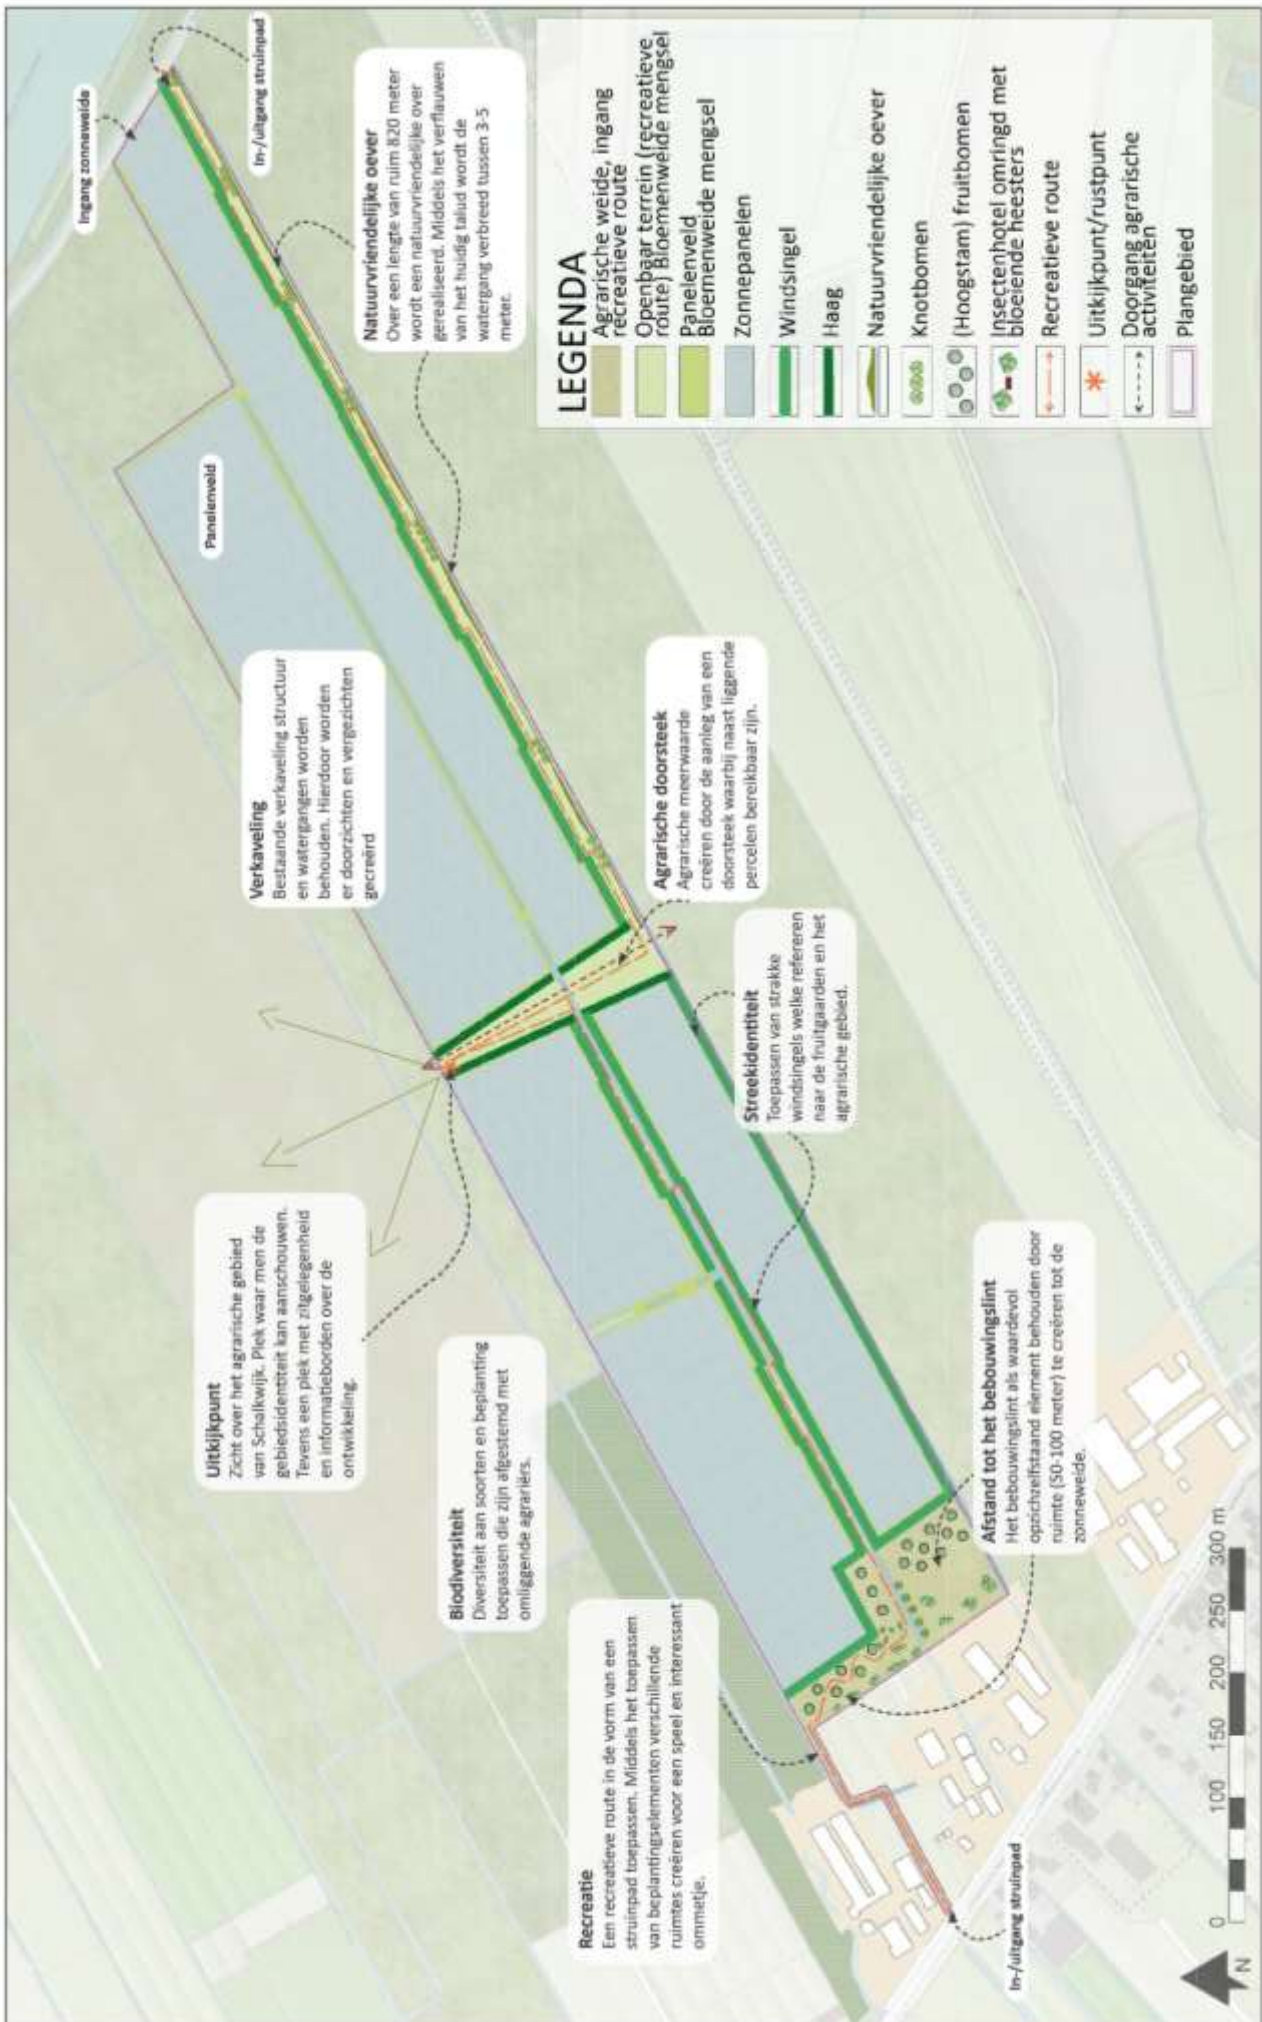 Ingang zonneweide
In-/uitgang struinpad
Natuurvriendelijke oever
Over een lengte van ruim 820 meter
wordt een natuurvriendelijke over
gerealiseerd. Middels het verflauwen
van het huidig talud wordt de
watergang verbreed tussen 3-5
meter.
Panelenveld
Verkaveling
Bestaande verkaveling structuur
en watergangen worden
behouden. Hierdoor worden
er doorzichten en vergezichten
gecreërd
Agrarische doorsteek
Agrarische meerwaarde
creëren door de aanleg van een
doorsteek waarbij naast liggende
percelen bereikbaar zijn.
Uitkijkpunt
Zicht over het agrarische gebied
van Schalkwijk. Plek waar men de
gebiedsidentiteit kan aanschouwen.
Tevens een plek met zitgelegenheid
en informatieborden over de
ontwikkeling.
Streekidentiteit
Toepassen van strakke
windsingels welke refereren
naar de fruitgaarden en het
agrarische gebied.
Biodiversiteit
Diversiteit aan soorten en beplanting
toepassen die zijn afgestemd met
omliggende agrariërs.
Afstand tot het bebouwingslint
Het bebouwingslint als waardevol
opzichzelfstaand element behouden door
ruimte (50-100 meter) te creëren tot de
zonneweide.
Recreatie
Een recreatieve route in de vorm van een
struinpad toepassen. Middels het toepassen
van beplantingselementen verschillende
ruimtes creëren voor een speel en interessant
ommetje.
In-/uitgang struinpad
LEGENDA
Agrarische weide, ingang
recreatieve route
Openbaar terrein (recreatieve
route) Bloemenweide mengsel
Panelenveld
Bloemenweide mengsel
Zonnepanelen
Windsingel
Haag
Natuurvriendelijke oever
Knotbomen
(Hoogstam) fruitbomen
Insectenhotel omringd met
bloeiende heesters
Recreatieve route
Uitkijkpunt/rustpunt
Doorgang agrarische
activiteiten
Plangebied
N
0 50 100 150 200 250 300 m